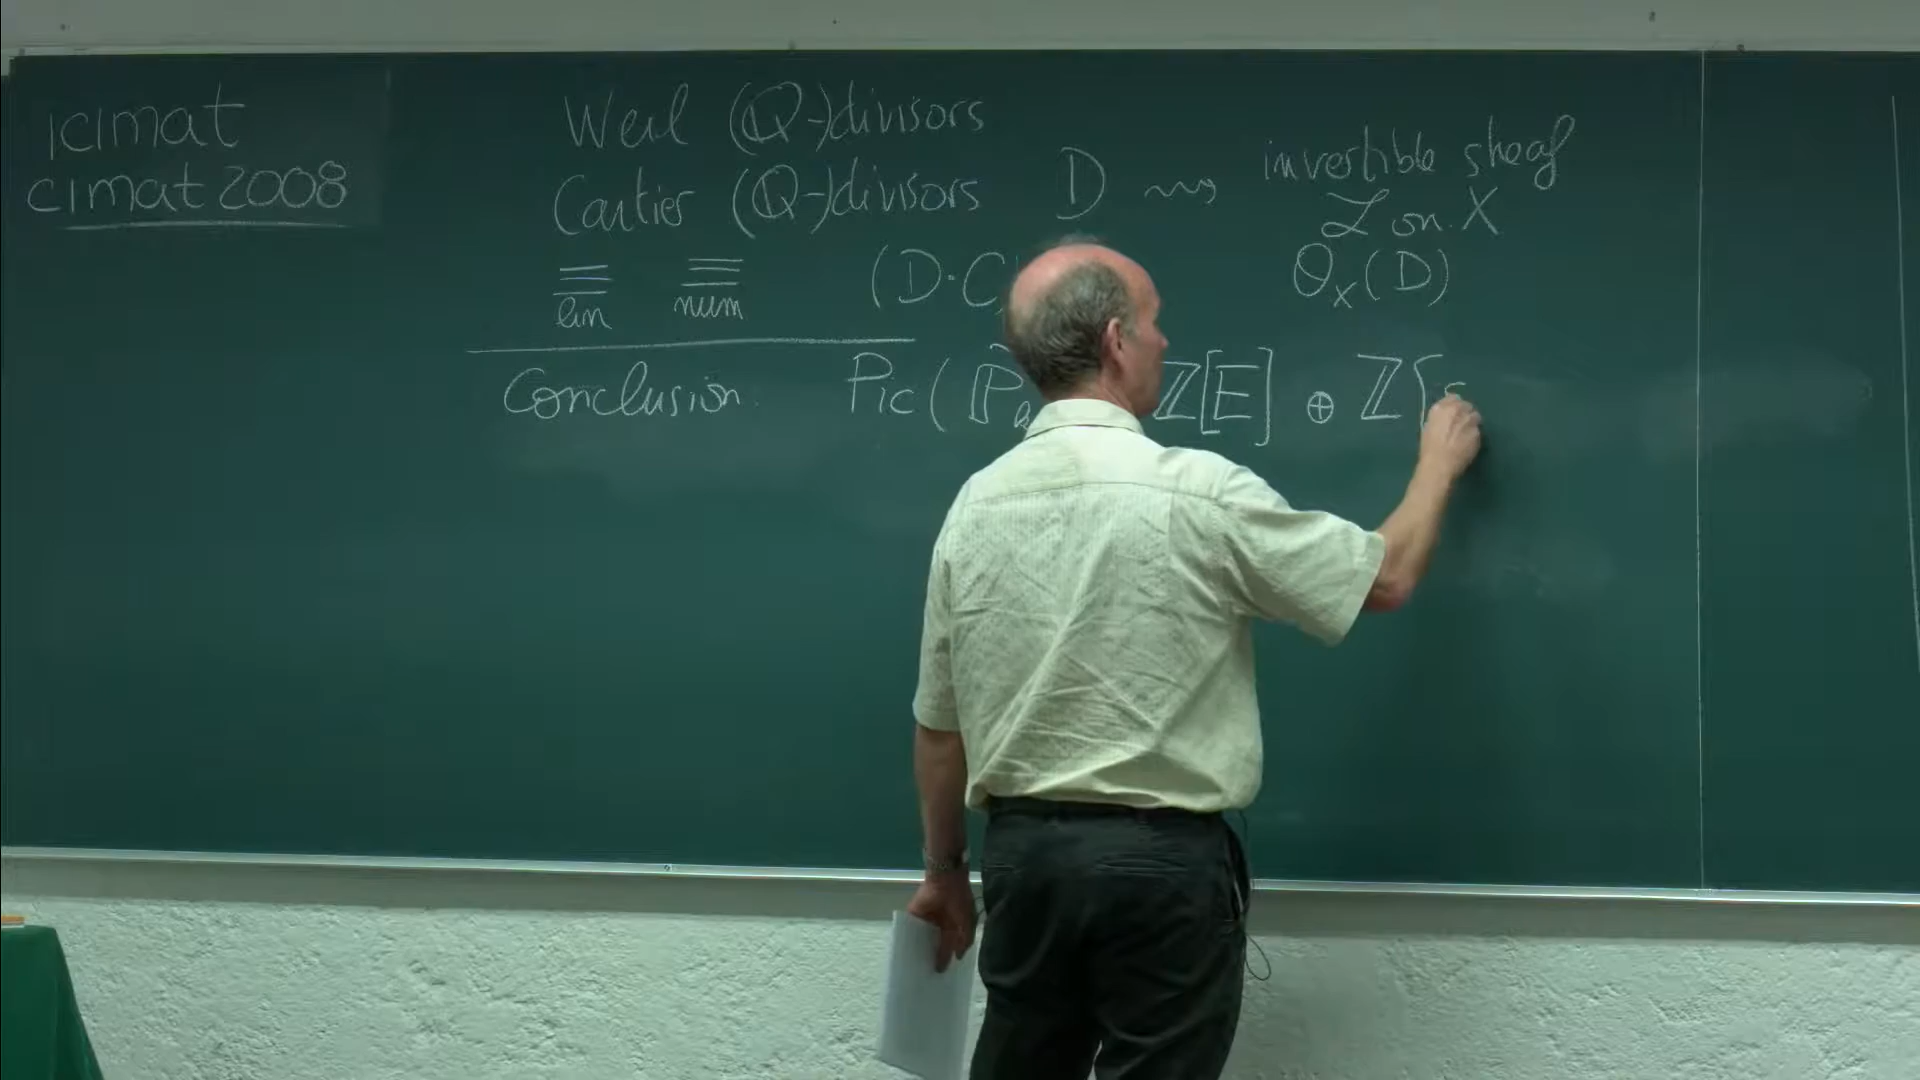 icimat
cimat 2008
Weil (ℚ-)divisors
Cartier (ℚ-)divisors D ⇝ invertible sheaf
ℒ on X
≡ lin ≡ num (D·C
𝒪_X(D)
Conclusion. Pic(ℙ ℤ[E] ⊕ ℤ[